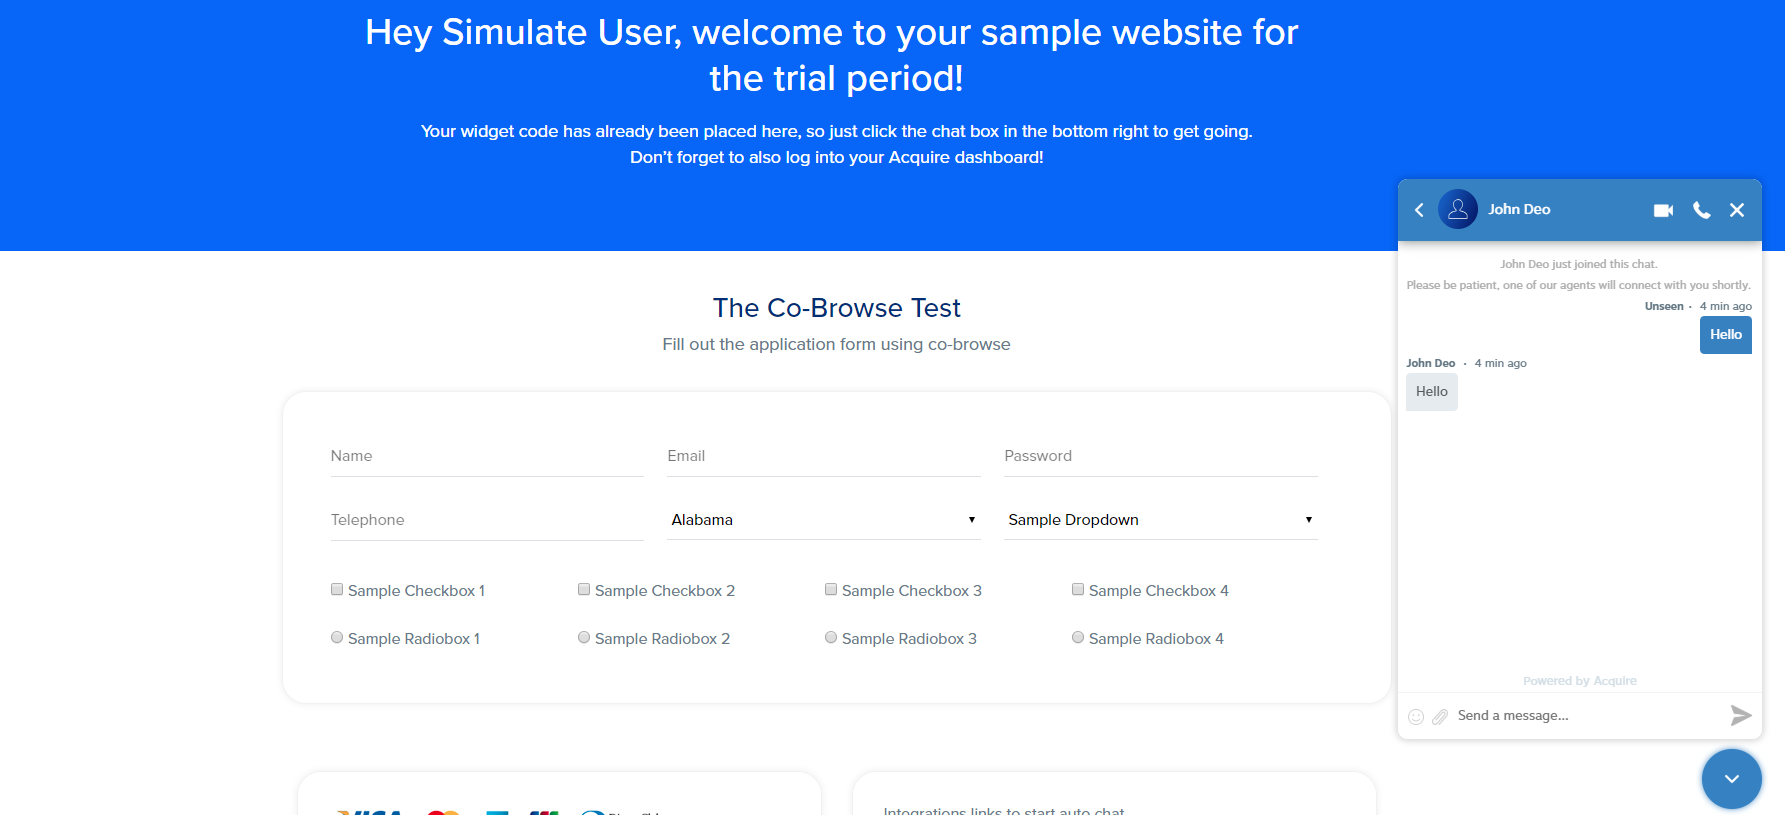 Hey Simulate User, welcome to your sample website for
the trial period!
Your widget code has already been placed here, so just click the chat box in the bottom right to get going.
Don’t forget to also log into your Acquire dashboard!
The Co-Browse Test
Fill out the application form using co-browse
Name
Email
Password
Telephone
Alabama
Sample Dropdown
Sample Checkbox 1
Sample Checkbox 2
Sample Checkbox 3
Sample Checkbox 4
Sample Radiobox 1
Sample Radiobox 2
Sample Radiobox 3
Sample Radiobox 4
VISA
Integrations links to start auto chat
John Deo
John Deo just joined this chat.
Please be patient, one of our agents will connect with you shortly.
Unseen · 4 min ago
Hello
John Deo · 4 min ago
Hello
Powered by Acquire
Send a message...